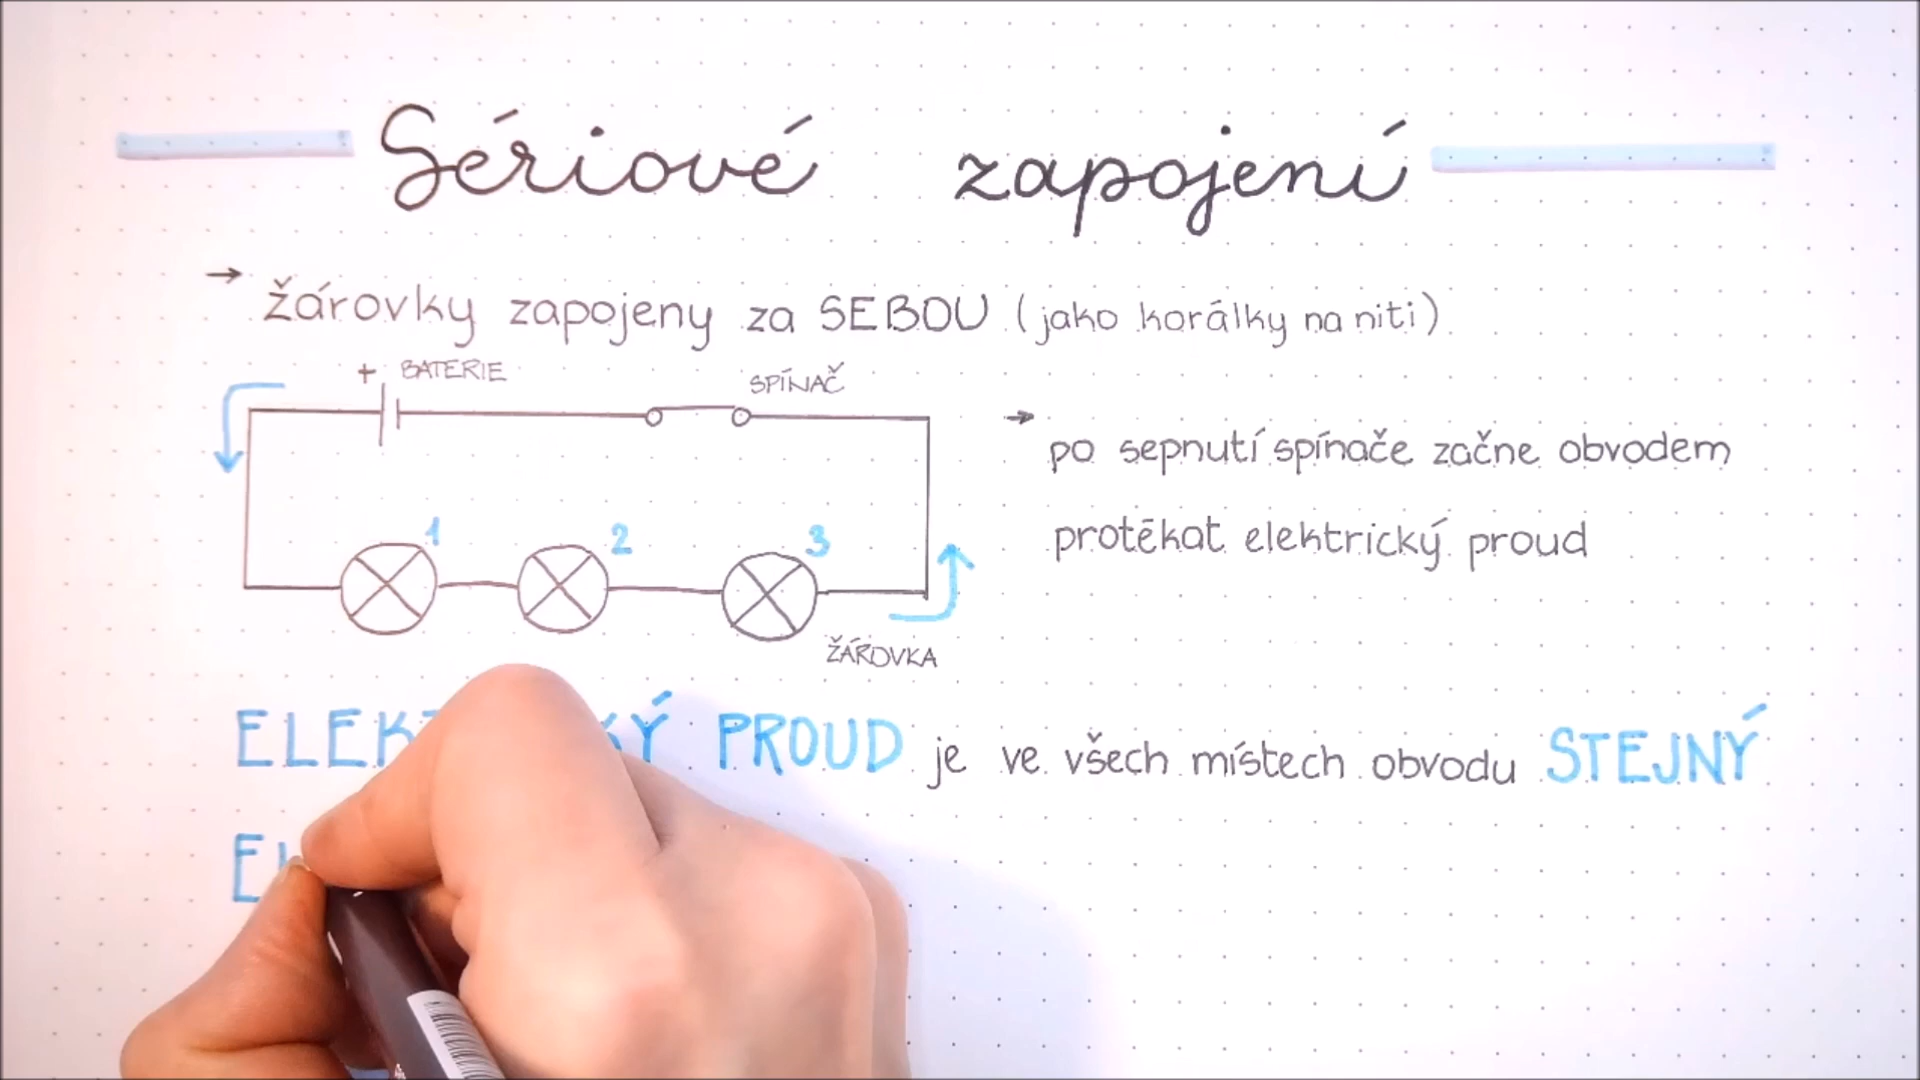 Sériové zapojení
→ žárovky zapojeny za SEBOU (jako korálky na niti)
+ BATERIE
SPÍNAČ
→ po sepnutí spínače začne obvodem
protékat elektrický proud
1 2 3
ŽÁROVKA
PROUD je ve všech místech obvodu STEJNÝ